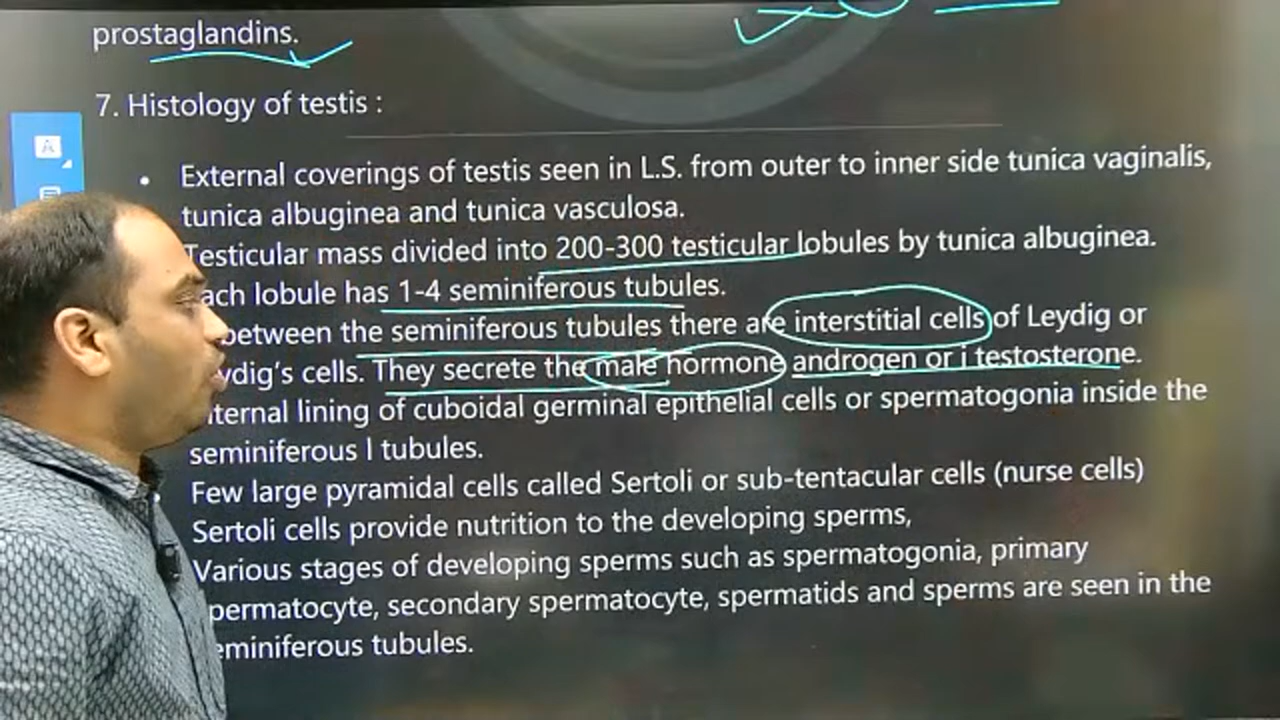 prostaglandins.
7. Histology of testis :
• External coverings of testis seen in L.S. from outer to inner side tunica vaginalis,
tunica albuginea and tunica vasculosa.
Testicular mass divided into 200-300 testicular lobules by tunica albuginea.
ach lobule has 1-4 seminiferous tubules.
between the seminiferous tubules there are interstitial cells of Leydig or
ydig's cells. They secrete the male hormone androgen or i testosterone.
nternal lining of cuboidal germinal epithelial cells or spermatogonia inside the
seminiferous l tubules.
Few large pyramidal cells called Sertoli or sub-tentacular cells (nurse cells)
Sertoli cells provide nutrition to the developing sperms,
Various stages of developing sperms such as spermatogonia, primary
permatocyte, secondary spermatocyte, spermatids and sperms are seen in the
eminiferous tubules.
A